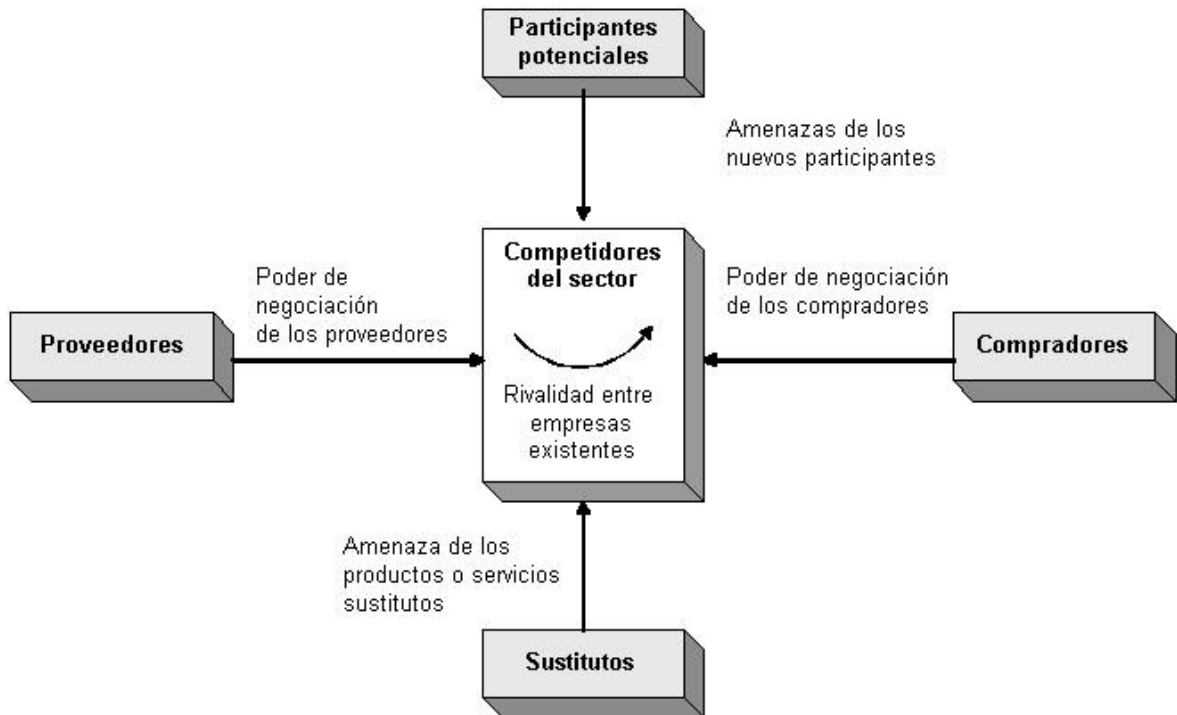 Participantes
potenciales
Amenazas de los
nuevos participantes
Competidores
del sector
Poder de
negociación
de los proveedores
Poder de negociación
de los compradores
Proveedores
Compradores
Rivalidad entre
empresas
existentes
Amenaza de los
productos o servicios
sustitutos
Sustitutos